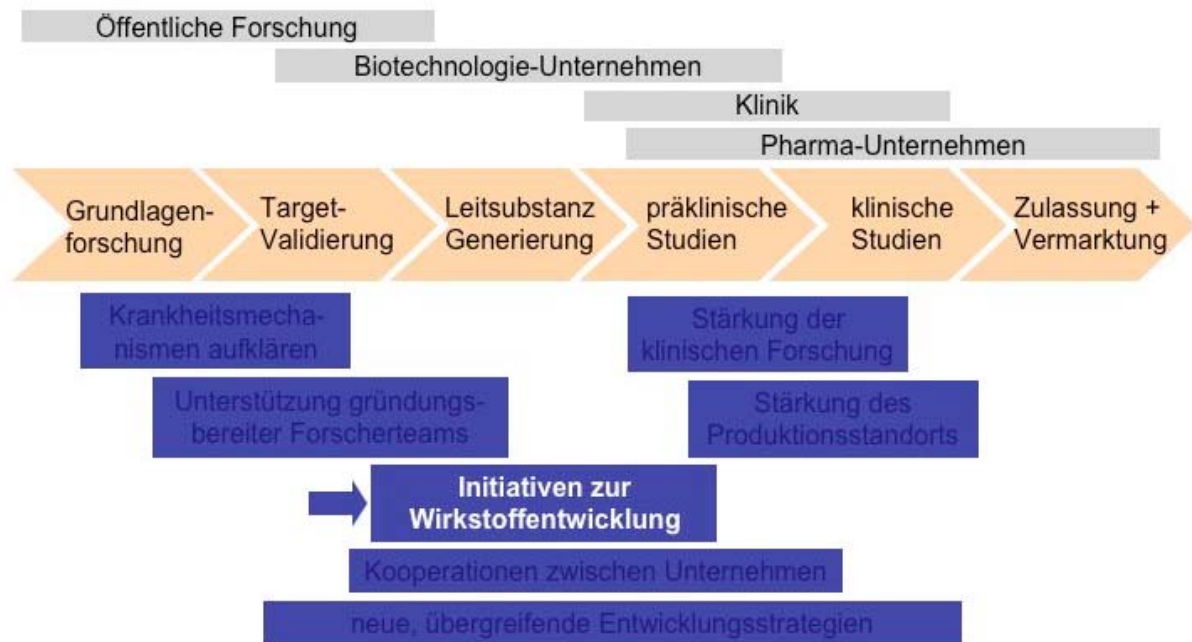 Öffentliche Forschung
Biotechnologie-Unternehmen
Klinik
Pharma-Unternehmen
Grundlagen-
forschung
Target-
Validierung
Leitsubstanz
Generierung
präklinische
Studien
klinische
Studien
Zulassung +
Vermarktung
Krankheitsmecha-
nismen aufklären
Stärkung der
klinischen Forschung
Unterstützung gründungs-
bereiter Forscherteams
Stärkung des
Produktionsstandorts
Initiativen zur
Wirkstoffentwicklung
Kooperationen zwischen Unternehmen
neue, übergreifende Entwicklungsstrategien